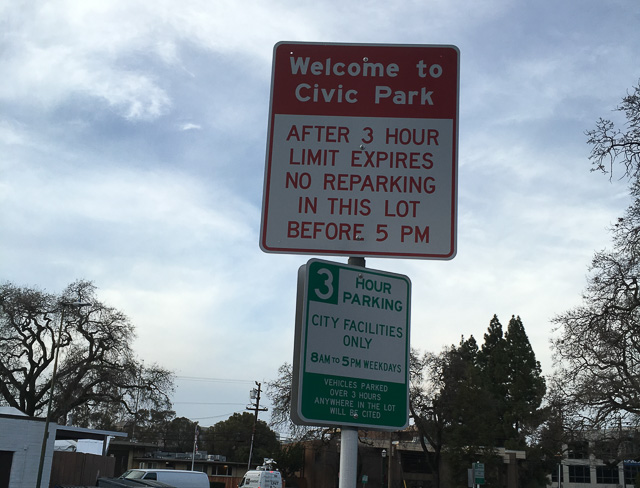 Welcome to
Civic Park
AFTER 3 HOUR
LIMIT EXPIRES
NO REPARKING
IN THIS LOT
BEFORE 5 PM
3 HOUR
PARKING
CITY FACILITIES
ONLY
8AM TO 5PM WEEKDAYS
VEHICLES PARKED
OVER 3 HOURS
ANYWHERE IN THE LOT
WILL BE CITED